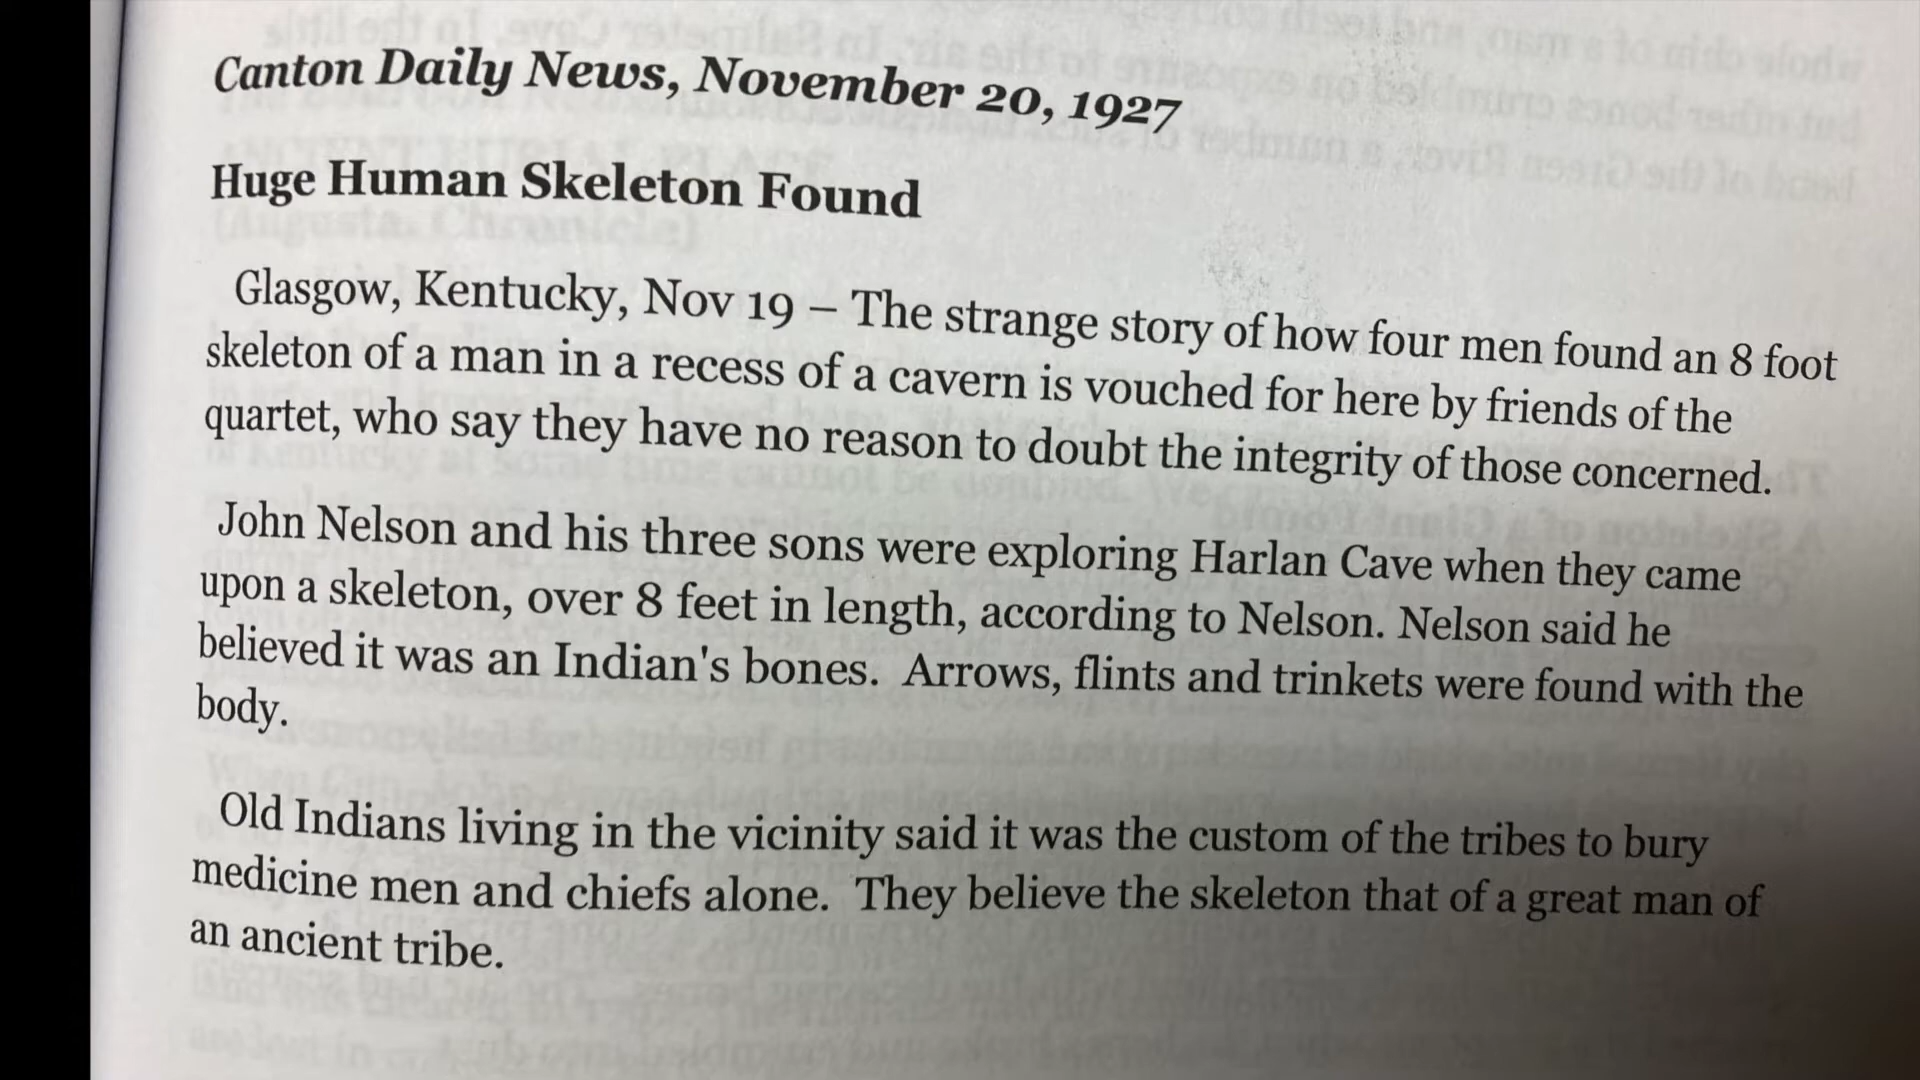 Canton Daily News, November 20, 1927
Huge Human Skeleton Found
Glasgow, Kentucky, Nov 19 – The strange story of how four men found an 8 foot
skeleton of a man in a recess of a cavern is vouched for here by friends of the
quartet, who say they have no reason to doubt the integrity of those concerned.
John Nelson and his three sons were exploring Harlan Cave when they came
upon a skeleton, over 8 feet in length, according to Nelson. Nelson said he
believed it was an Indian's bones.  Arrows, flints and trinkets were found with the
body.
Old Indians living in the vicinity said it was the custom of the tribes to bury
medicine men and chiefs alone.  They believe the skeleton that of a great man of
an ancient tribe.